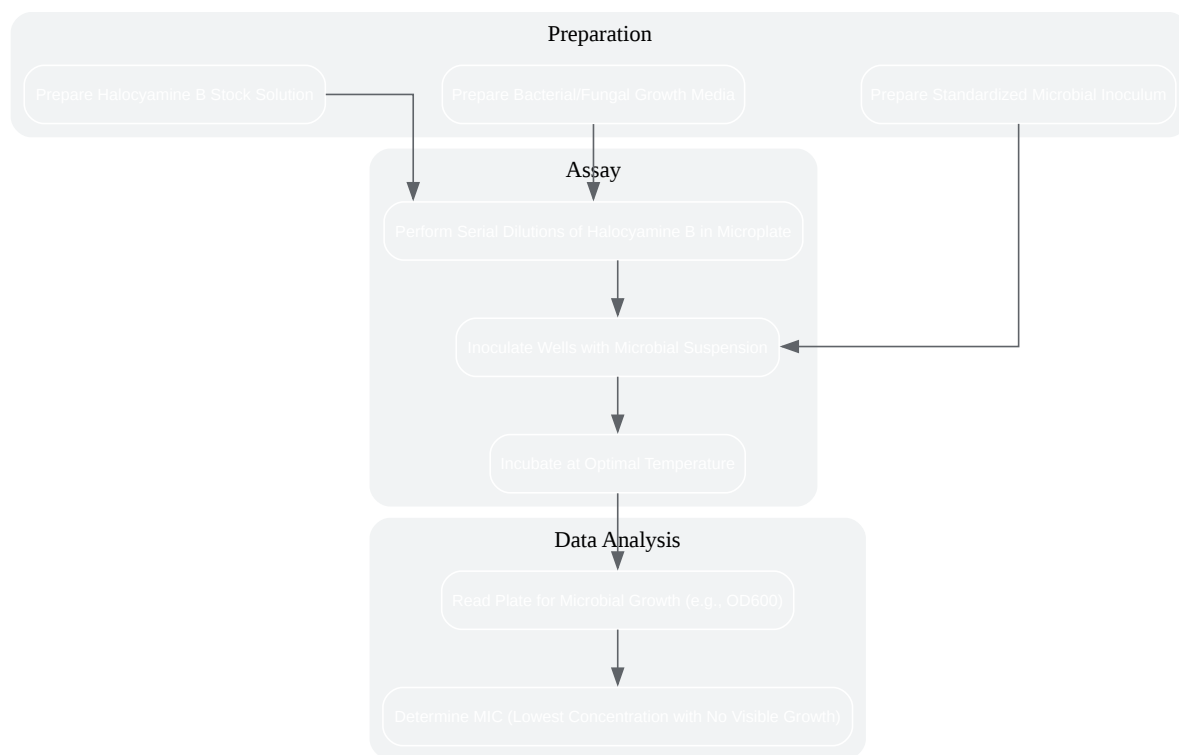 Preparation
Prepare Halocyamine B Stock Solution
Prepare Bacterial/Fungal Growth Media
Prepare Standardized Microbial Inoculum
Assay
Perform Serial Dilutions of Halocyamine B in Microplate
Inoculate Wells with Microbial Suspension
Incubate at Optimal Temperature
Data Analysis
Read Plate for Microbial Growth (e.g., OD600)
Determine MIC (Lowest Concentration with No Visible Growth)